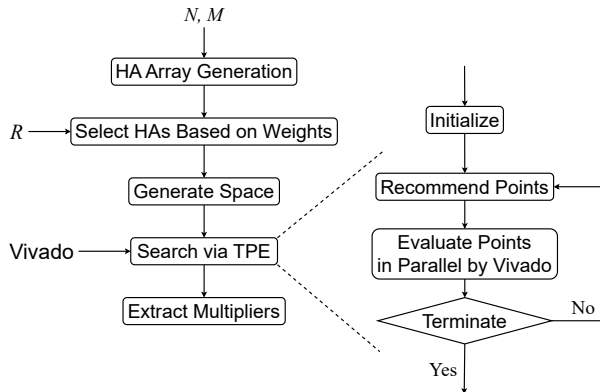 N, M
HA Array Generation
R
Select HAs Based on Weights
Generate Space
Vivado
Search via TPE
Extract Multipliers
Initialize
Recommend Points
Evaluate Points
in Parallel by Vivado
Terminate
No
Yes